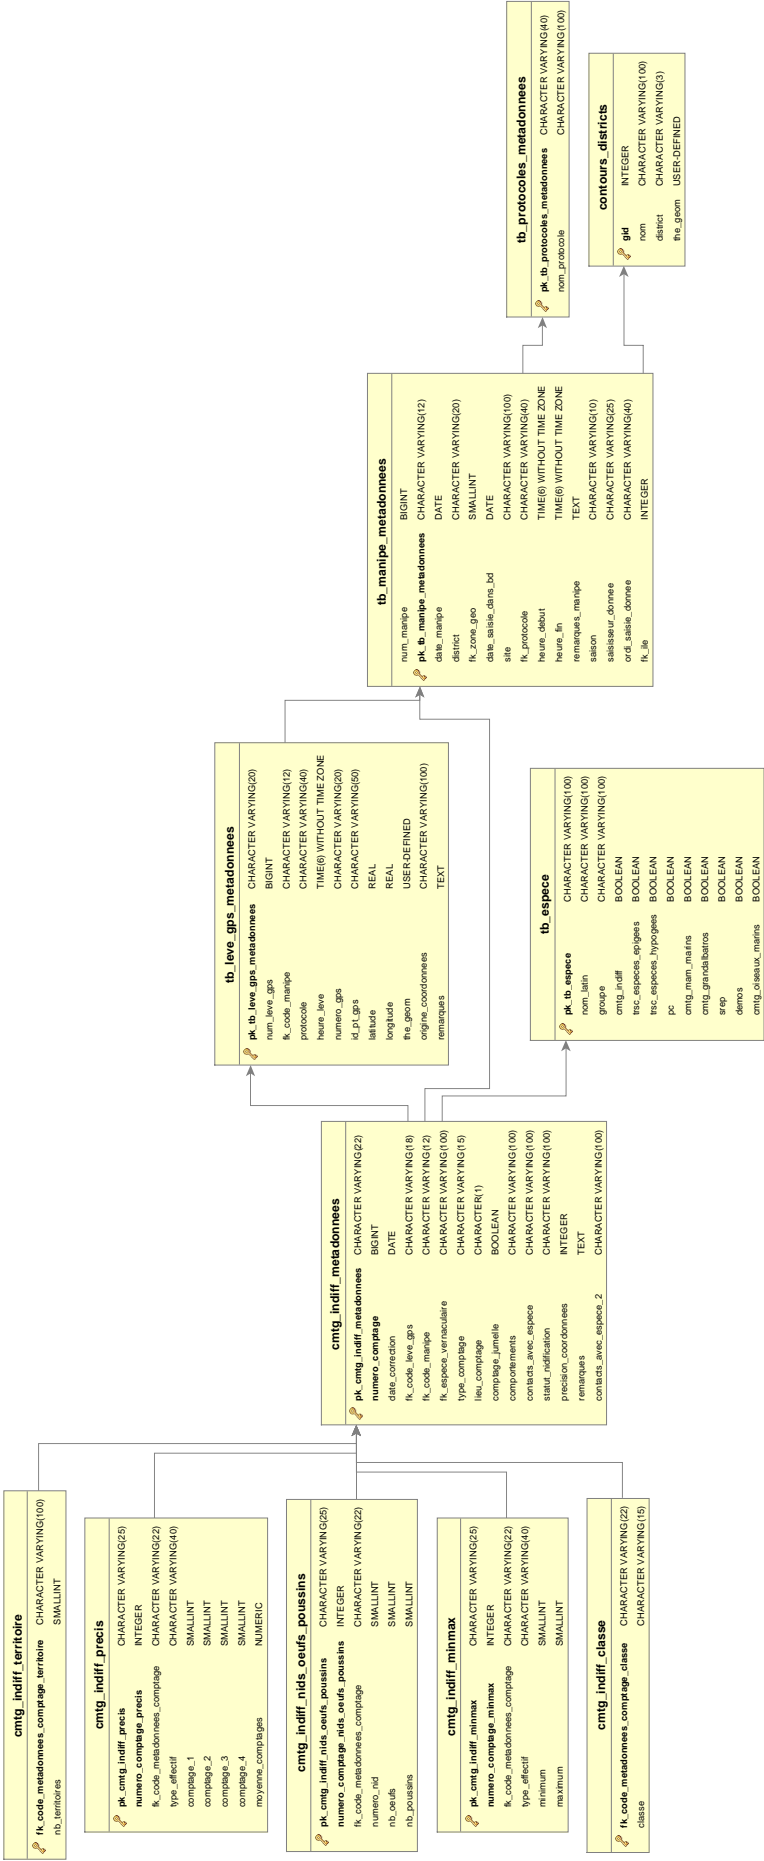 cmtg_indiff_territoire
fk_code_metadonnees_comptage_territoire CHARACTER VARYING(100)
nb_territoires SMALLINT
cmtg_indiff_precis
pk_cmtg_indiff_precis CHARACTER VARYING(25)
numero_comptage_precis INTEGER
fk_code_metadonnees_comptage CHARACTER VARYING(22)
type_effectif CHARACTER VARYING(40)
comptage_1 SMALLINT
comptage_2 SMALLINT
comptage_3 SMALLINT
comptage_4 SMALLINT
moyenne_comptages NUMERIC
cmtg_indiff_nids_oeufs_poussins
pk_cmtg_indiff_nids_oeufs_poussins CHARACTER VARYING(25)
numero_comptage_nids_oeufs_poussins INTEGER
fk_code_metadonnees_comptage CHARACTER VARYING(22)
numero_nid SMALLINT
nb_oeufs SMALLINT
nb_poussins SMALLINT
cmtg_indiff_minmax
pk_cmtg_indiff_minmax CHARACTER VARYING(25)
numero_comptage_minmax INTEGER
fk_code_metadonnees_comptage CHARACTER VARYING(22)
type_effectif CHARACTER VARYING(40)
minimum SMALLINT
maximum SMALLINT
cmtg_indiff_classe
fk_code_metadonnees_comptage_classe CHARACTER VARYING(22)
classe CHARACTER VARYING(15)
cmtg_indiff_metadonnees
pk_cmtg_indiff_metadonnees CHARACTER VARYING(22)
numero_comptage BIGINT
date_correction DATE
fk_code_leve_gps CHARACTER VARYING(18)
fk_code_manipe CHARACTER VARYING(12)
fk_espece_vernaculaire CHARACTER VARYING(100)
type_comptage CHARACTER VARYING(15)
lieu_comptage CHARACTER(1)
comptage_jumelle BOOLEAN
comportements CHARACTER VARYING(100)
contacts_avec_espece CHARACTER VARYING(100)
statut_nidification CHARACTER VARYING(100)
precision_coordonnees INTEGER
remarques TEXT
contacts_avec_espece_2 CHARACTER VARYING(100)
tb_leve_gps_metadonnees
pk_tb_leve_gps_metadonnees CHARACTER VARYING(20)
num_leve_gps BIGINT
fk_code_manipe CHARACTER VARYING(12)
protocole CHARACTER VARYING(40)
heure_leve TIME(6) WITHOUT TIME ZONE
numero_gps CHARACTER VARYING(20)
id_pt_gps CHARACTER VARYING(50)
latitude REAL
longitude REAL
the_geom USER-DEFINED
origine_coordonnees CHARACTER VARYING(100)
remarques TEXT
tb_espece
pk_tb_espece CHARACTER VARYING(100)
nom_latin CHARACTER VARYING(100)
groupe CHARACTER VARYING(100)
cmtg_indiff BOOLEAN
trsc_especes_epigees BOOLEAN
trsc_especes_hypogees BOOLEAN
pc BOOLEAN
cmtg_mam_marins BOOLEAN
cmtg_grandalbatros BOOLEAN
srep BOOLEAN
demos BOOLEAN
cmtg_oiseaux_marins BOOLEAN
tb_manipe_metadonnees
num_manipe BIGINT
pk_tb_manipe_metadonnees CHARACTER VARYING(12)
date_manipe DATE
district CHARACTER VARYING(20)
fk_zone_geo SMALLINT
date_saisie_dans_bd DATE
site CHARACTER VARYING(100)
fk_protocole CHARACTER VARYING(40)
heure_debut TIME(6) WITHOUT TIME ZONE
heure_fin TIME(6) WITHOUT TIME ZONE
remarques_manipe TEXT
saison CHARACTER VARYING(10)
saisisseur_donnee CHARACTER VARYING(25)
ordi_saisie_donnee CHARACTER VARYING(40)
fk_ile INTEGER
tb_protocoles_metadonnees
pk_tb_protocoles_metadonnees CHARACTER VARYING(40)
nom_protocole CHARACTER VARYING(100)
contours_districts
gid INTEGER
nom CHARACTER VARYING(100)
district CHARACTER VARYING(3)
the_geom USER-DEFINED